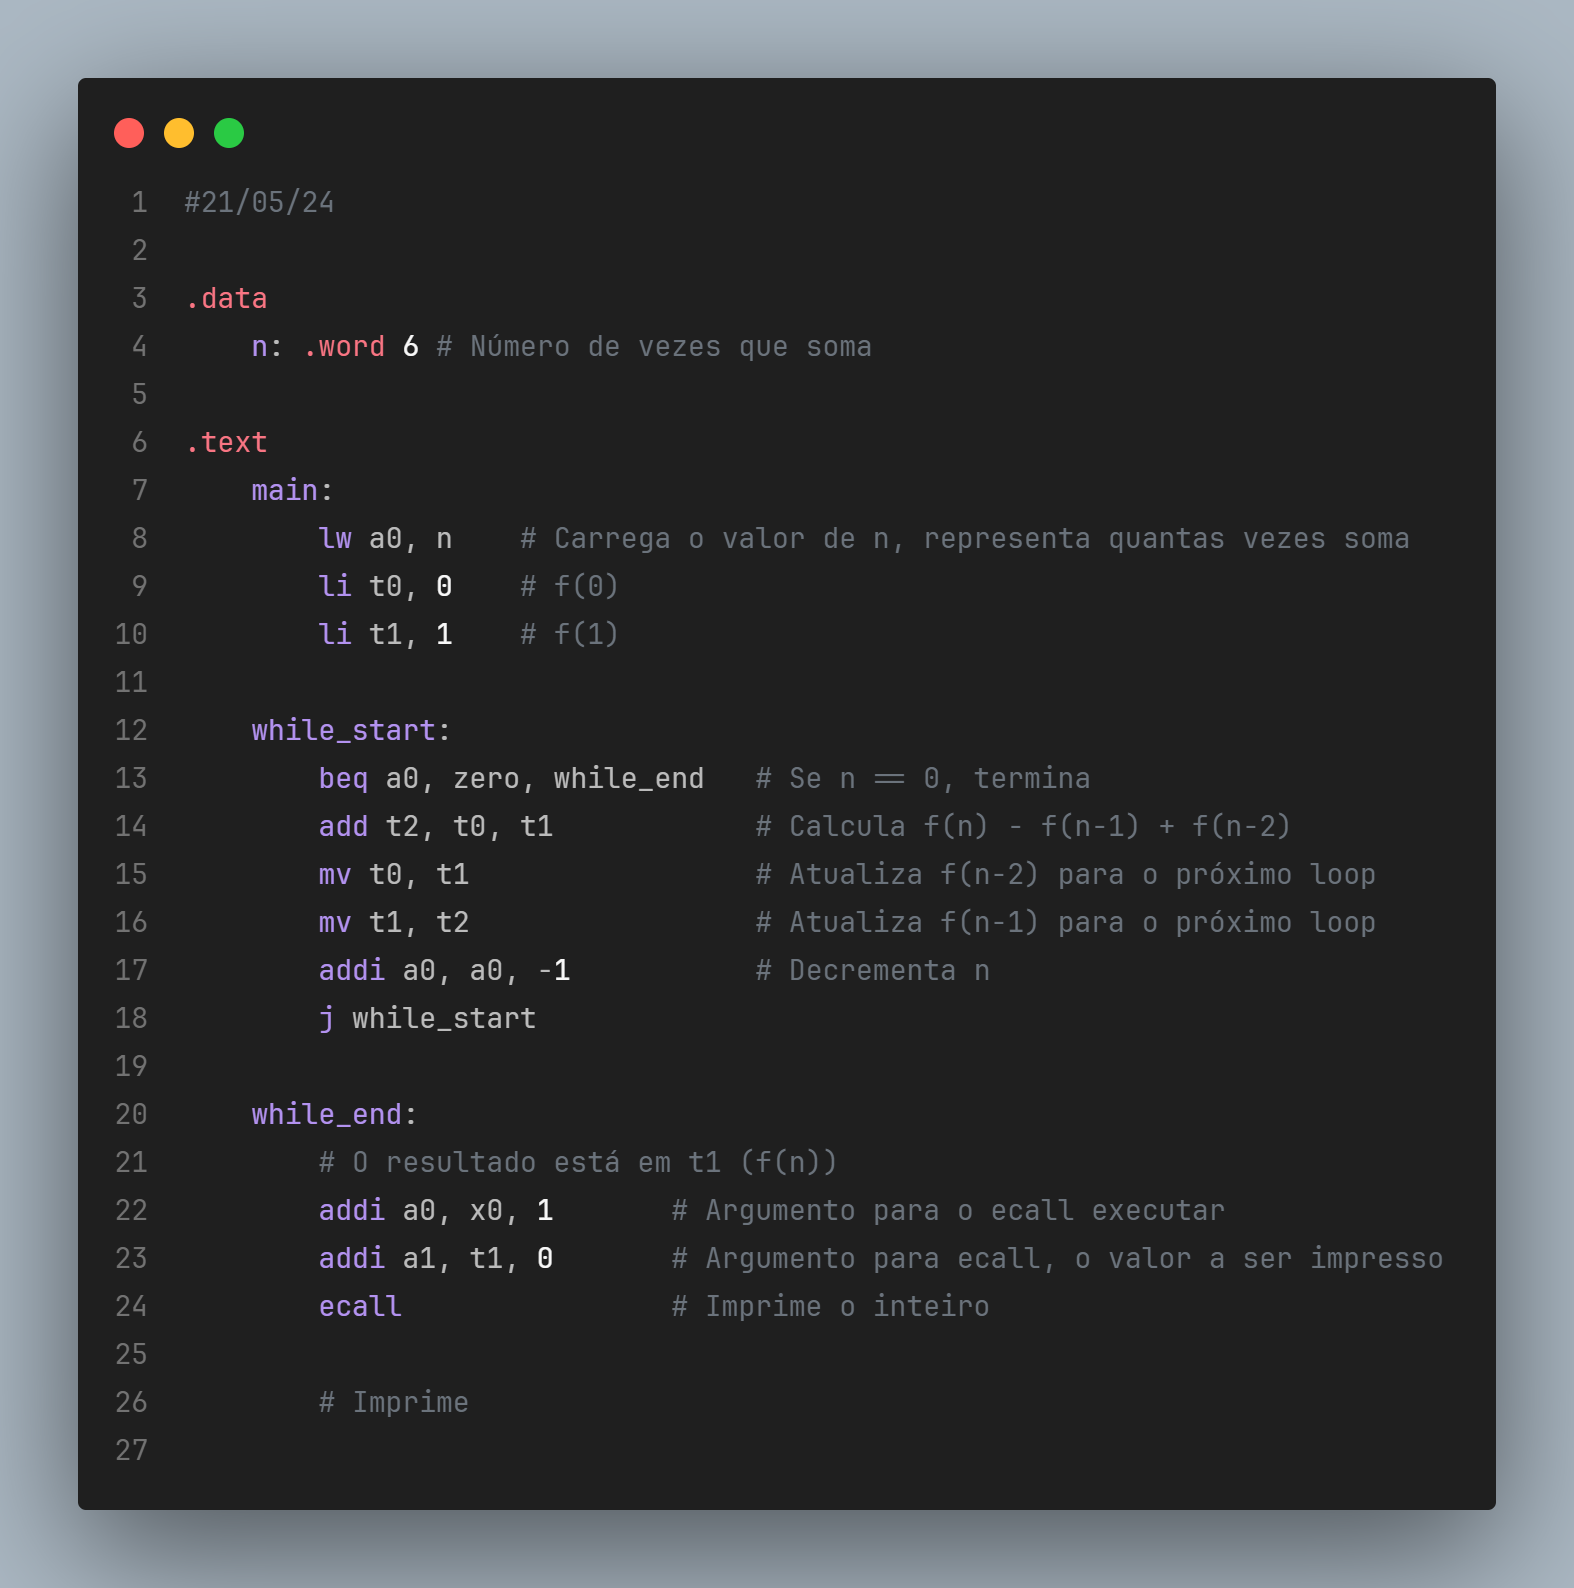 1 #21/05/24
2
3 .data
4     n: .word 6 # Número de vezes que soma
5
6 .text
7     main:
8         lw a0, n    # Carrega o valor de n, representa quantas vezes soma
9         li t0, 0    # f(0)
10         li t1, 1    # f(1)
11
12     while_start:
13         beq a0, zero, while_end   # Se n == 0, termina
14         add t2, t0, t1            # Calcula f(n) - f(n-1) + f(n-2)
15         mv t0, t1                 # Atualiza f(n-2) para o próximo loop
16         mv t1, t2                 # Atualiza f(n-1) para o próximo loop
17         addi a0, a0, -1           # Decrementa n
18         j while_start
19
20     while_end:
21         # O resultado está em t1 (f(n))
22         addi a0, x0, 1       # Argumento para o ecall executar
23         addi a1, t1, 0       # Argumento para ecall, o valor a ser impresso
24         ecall                # Imprime o inteiro
25
26         # Imprime
27